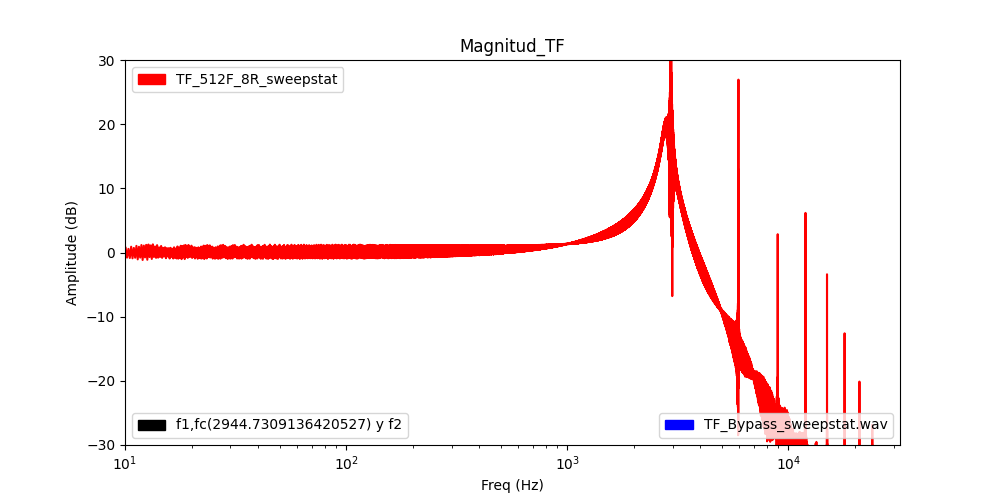 Magnitud_TF
30
TF_512F_8R_sweepstat
20
10
0
−10
−20
−30
Amplitude (dB)
f1,fc(2944.7309136420527) y f2
TF_Bypass_sweepstat.wav
10¹
10²
10³
10⁴
Freq (Hz)